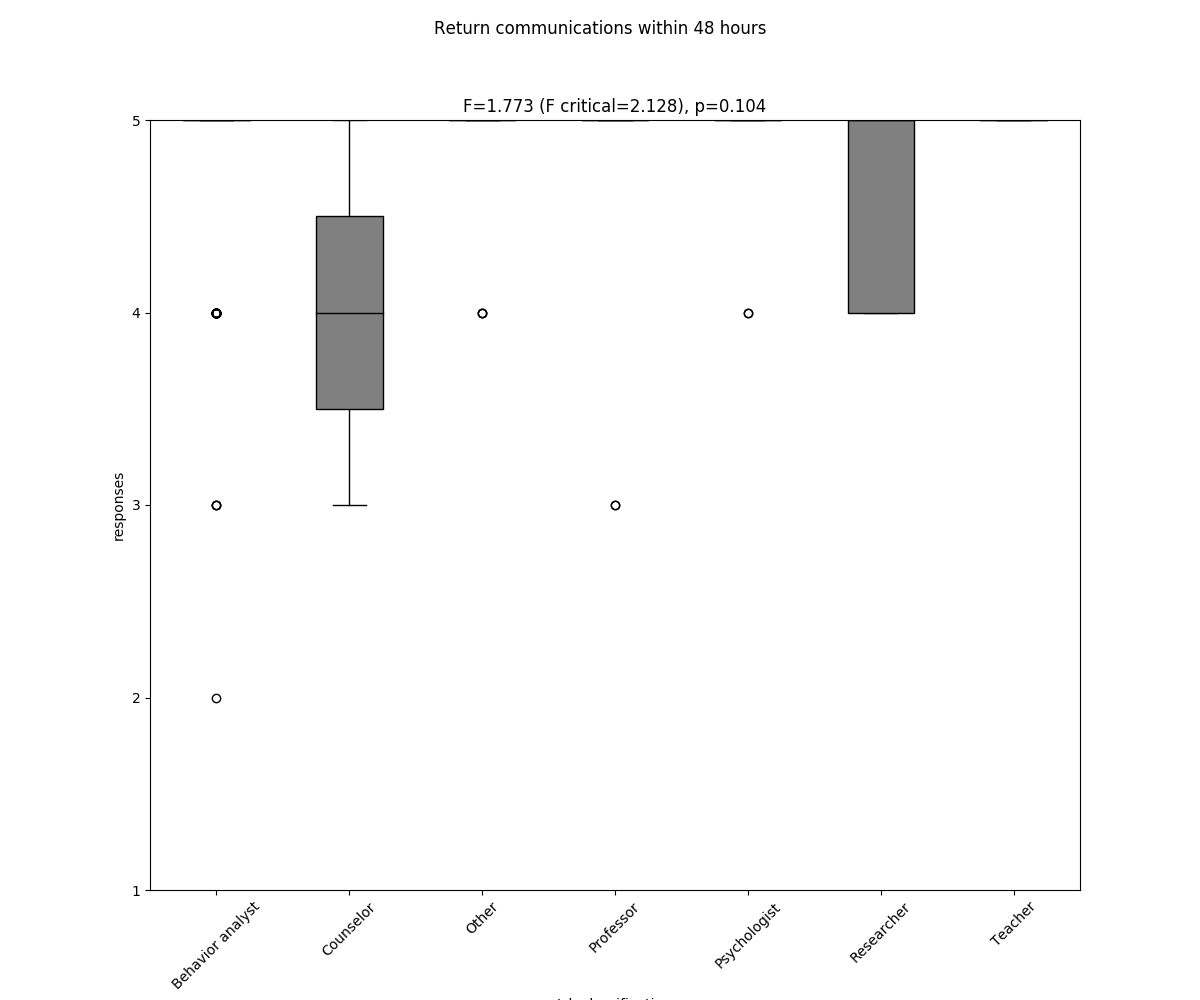 Return communications within 48 hours
F=1.773 (F critical=2.128), p=0.104
5
4
3
2
1
responses
Behavior analyst
Counselor
Other
Professor
Psychologist
Researcher
Teacher